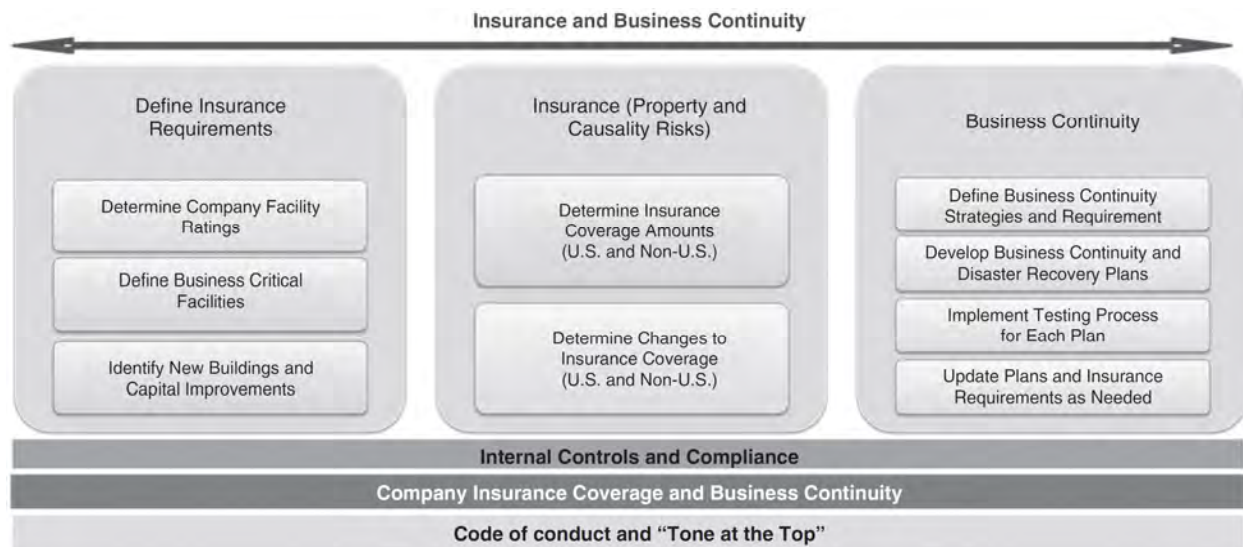 Insurance and Business Continuity
Define Insurance
Requirements
Determine Company Facility
Ratings
Define Business Critical
Facilities
Identify New Buildings and
Capital Improvements
Insurance (Property and
Causality Risks)
Determine Insurance
Coverage Amounts
(U.S. and Non-U.S.)
Determine Changes to
Insurance Coverage
(U.S. and Non-U.S.)
Business Continuity
Define Business Continuity
Strategies and Requirement
Develop Business Continuity and
Disaster Recovery Plans
Implement Testing Process
for Each Plan
Update Plans and Insurance
Requirements as Needed
Internal Controls and Compliance
Company Insurance Coverage and Business Continuity
Code of conduct and “Tone at the Top”